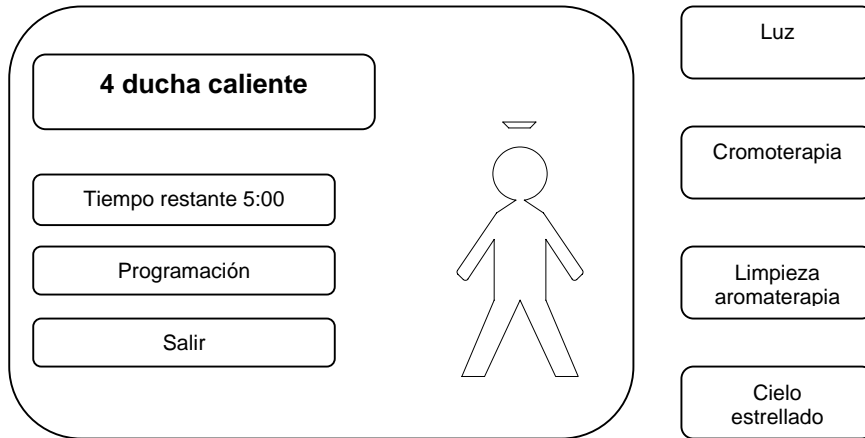 4 ducha caliente
Tiempo restante 5:00
Programación
Salir
Luz
Cromoterapia
Limpieza
aromaterapia
Cielo
estrellado